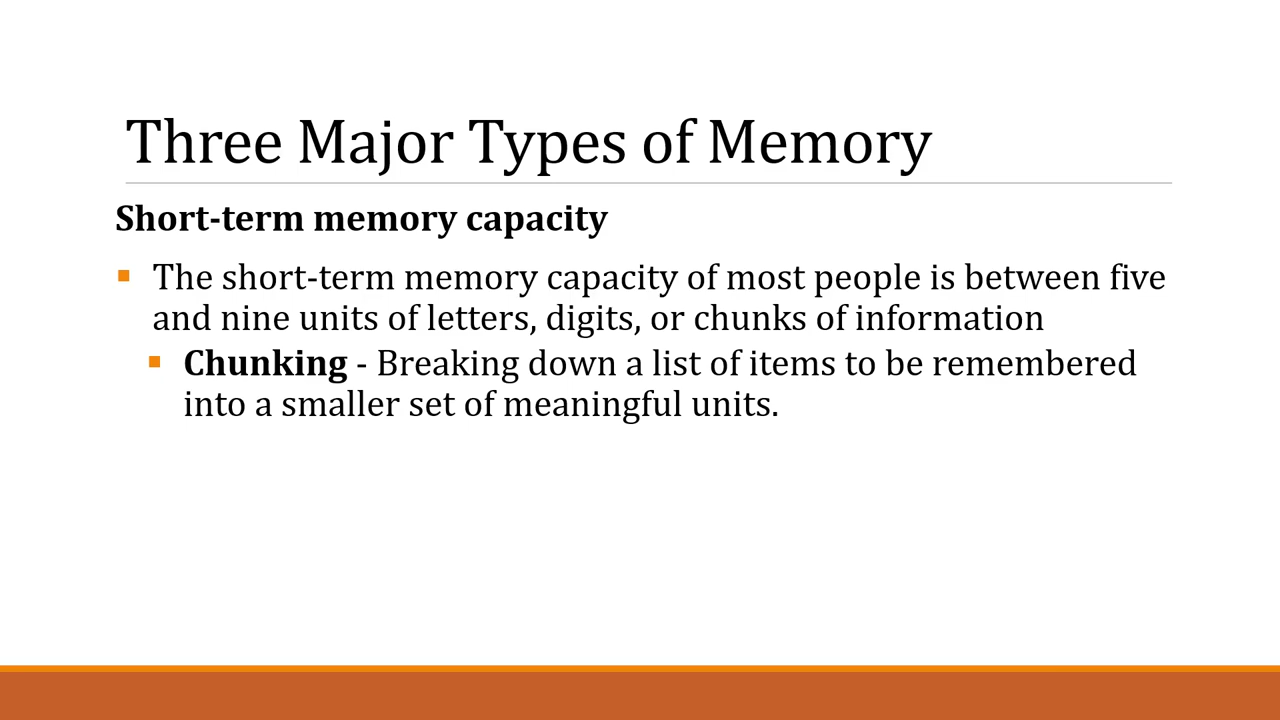 Three Major Types of Memory
Short-term memory capacity
▪ The short-term memory capacity of most people is between five
and nine units of letters, digits, or chunks of information
▪ Chunking - Breaking down a list of items to be remembered
into a smaller set of meaningful units.